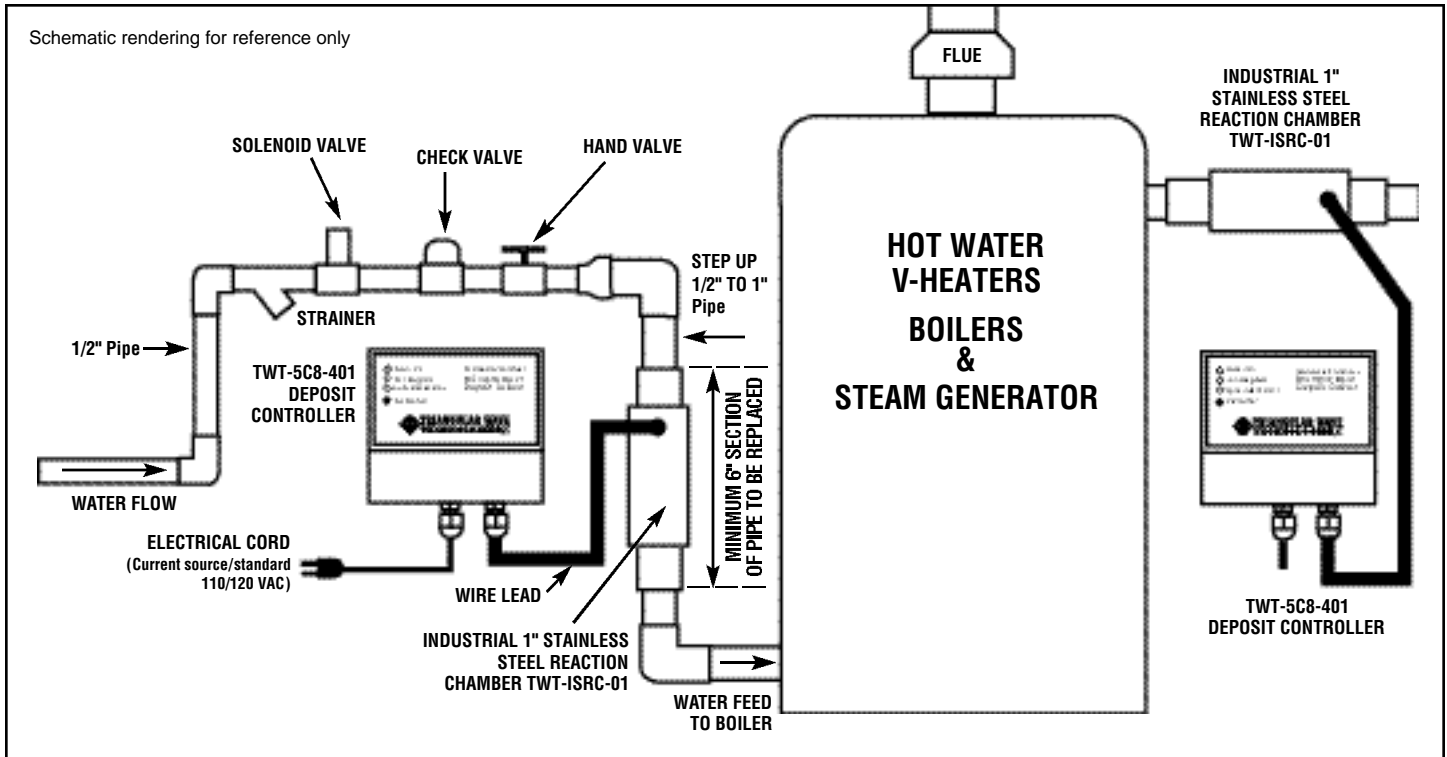 Schematic rendering for reference only
FLUE
INDUSTRIAL 1"
STAINLESS STEEL
REACTION CHAMBER
TWT-ISRC-01
SOLENOID VALVE
CHECK VALVE
HAND VALVE
STEP UP
1/2" TO 1"
Pipe
STRAINER
1/2" Pipe
HOT WATER
V-HEATERS
BOILERS
&
STEAM GENERATOR
TWT-5C8-401
DEPOSIT
CONTROLLER
MINIMUM 6" SECTION
OF PIPE TO BE REPLACED
WATER FLOW
ELECTRICAL CORD
(Current source/standard
110/120 VAC)
WIRE LEAD
INDUSTRIAL 1" STAINLESS
STEEL REACTION
CHAMBER TWT-ISRC-01
WATER FEED
TO BOILER
TWT-5C8-401
DEPOSIT CONTROLLER